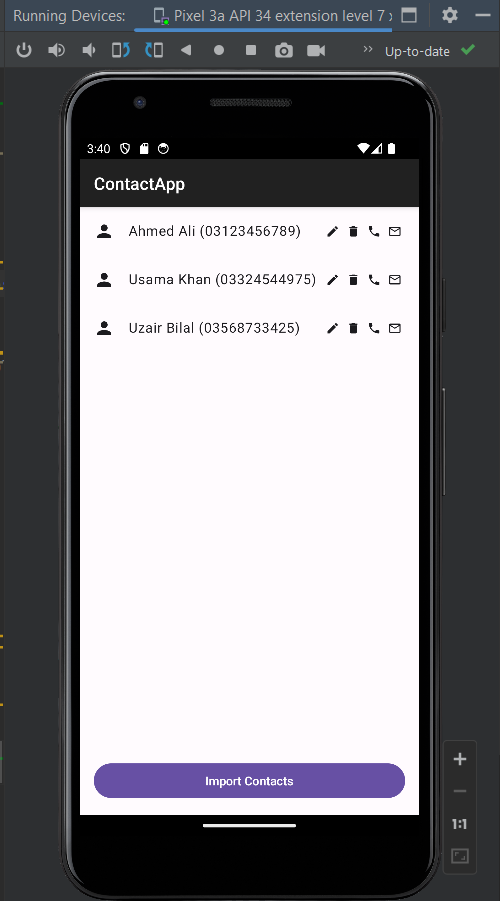 Running Devices: Pixel 3a API 34 extension level 7 x
Up-to-date
3:40
ContactApp
Ahmed Ali (03123456789)
Usama Khan (03324544975)
Uzair Bilal (03568733425)
Import Contacts
1:1